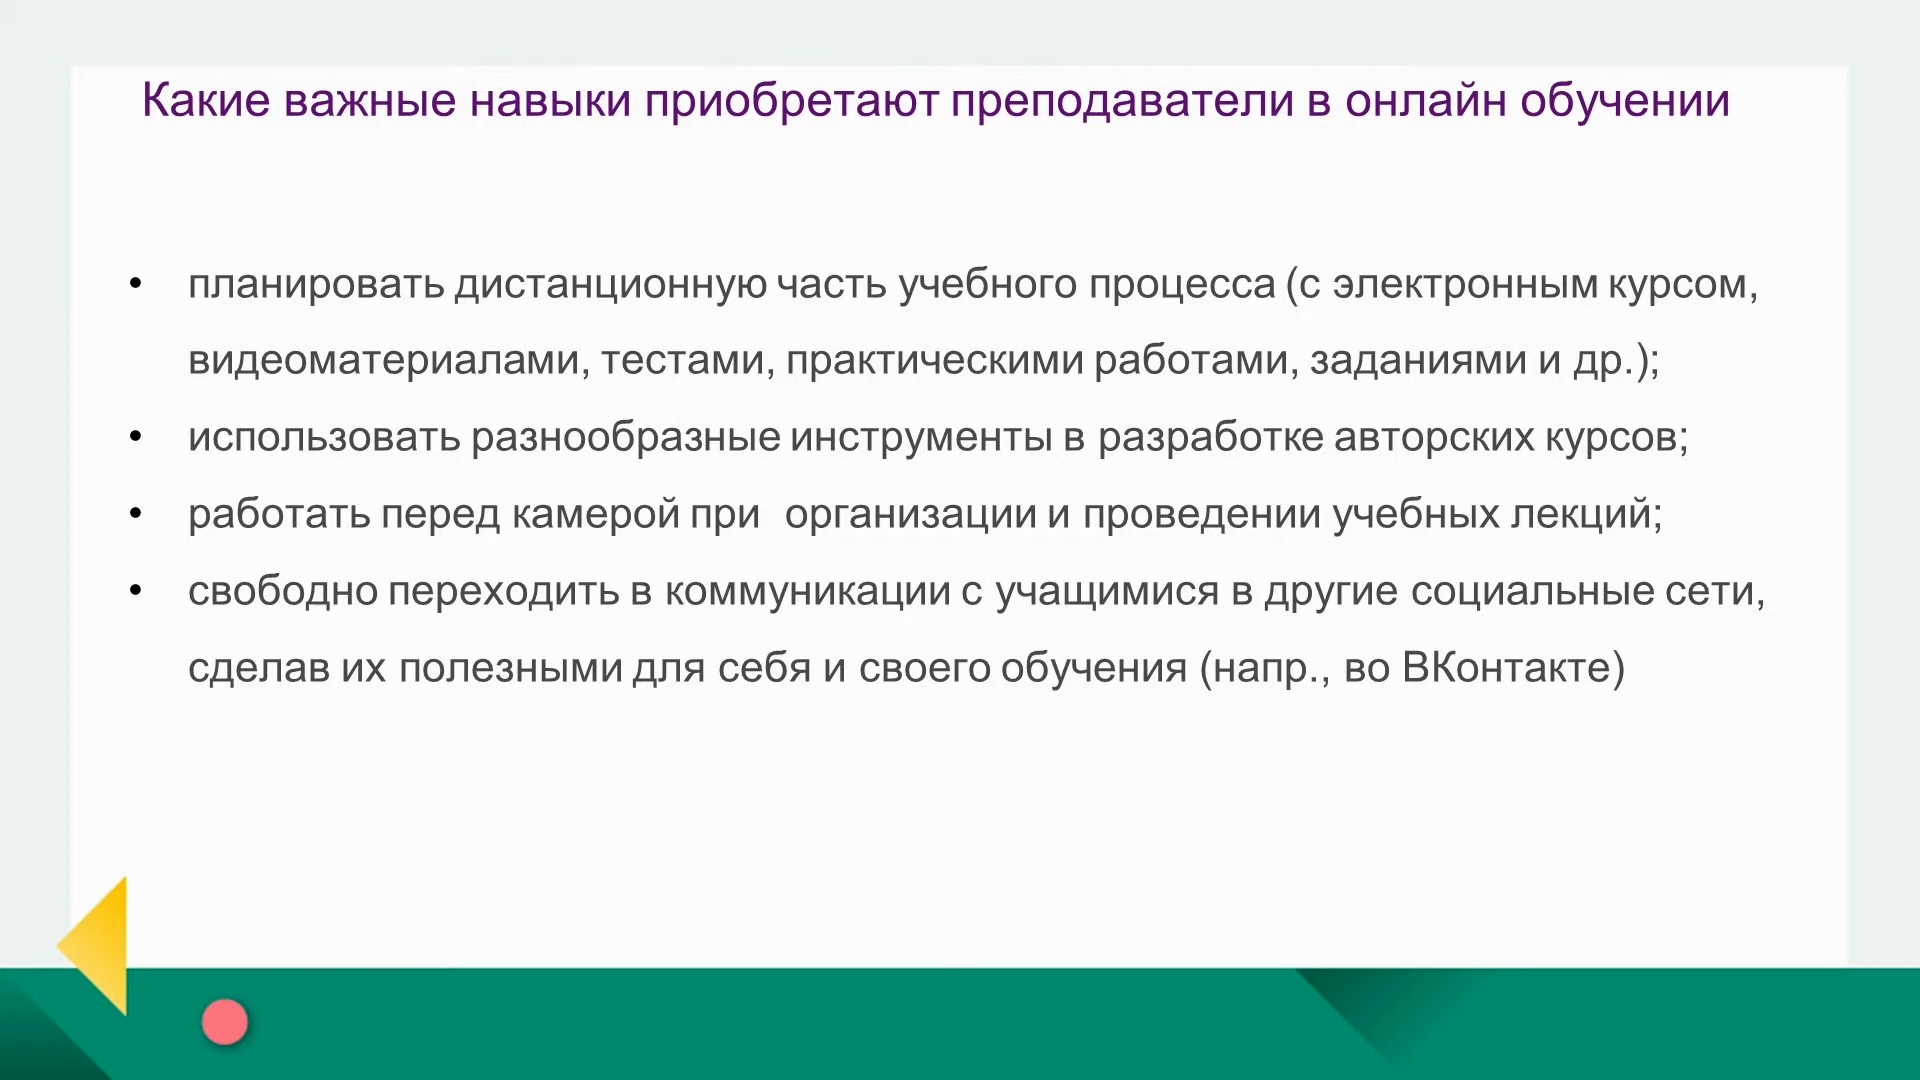 Какие важные навыки приобретают преподаватели в онлайн обучении
• планировать дистанционную часть учебного процесса (с электронным курсом,
видеоматериалами, тестами, практическими работами, заданиями и др.);
• использовать разнообразные инструменты в разработке авторских курсов;
• работать перед камерой при  организации и проведении учебных лекций;
• свободно переходить в коммуникации с учащимися в другие социальные сети,
сделав их полезными для себя и своего обучения (напр., во ВКонтакте)